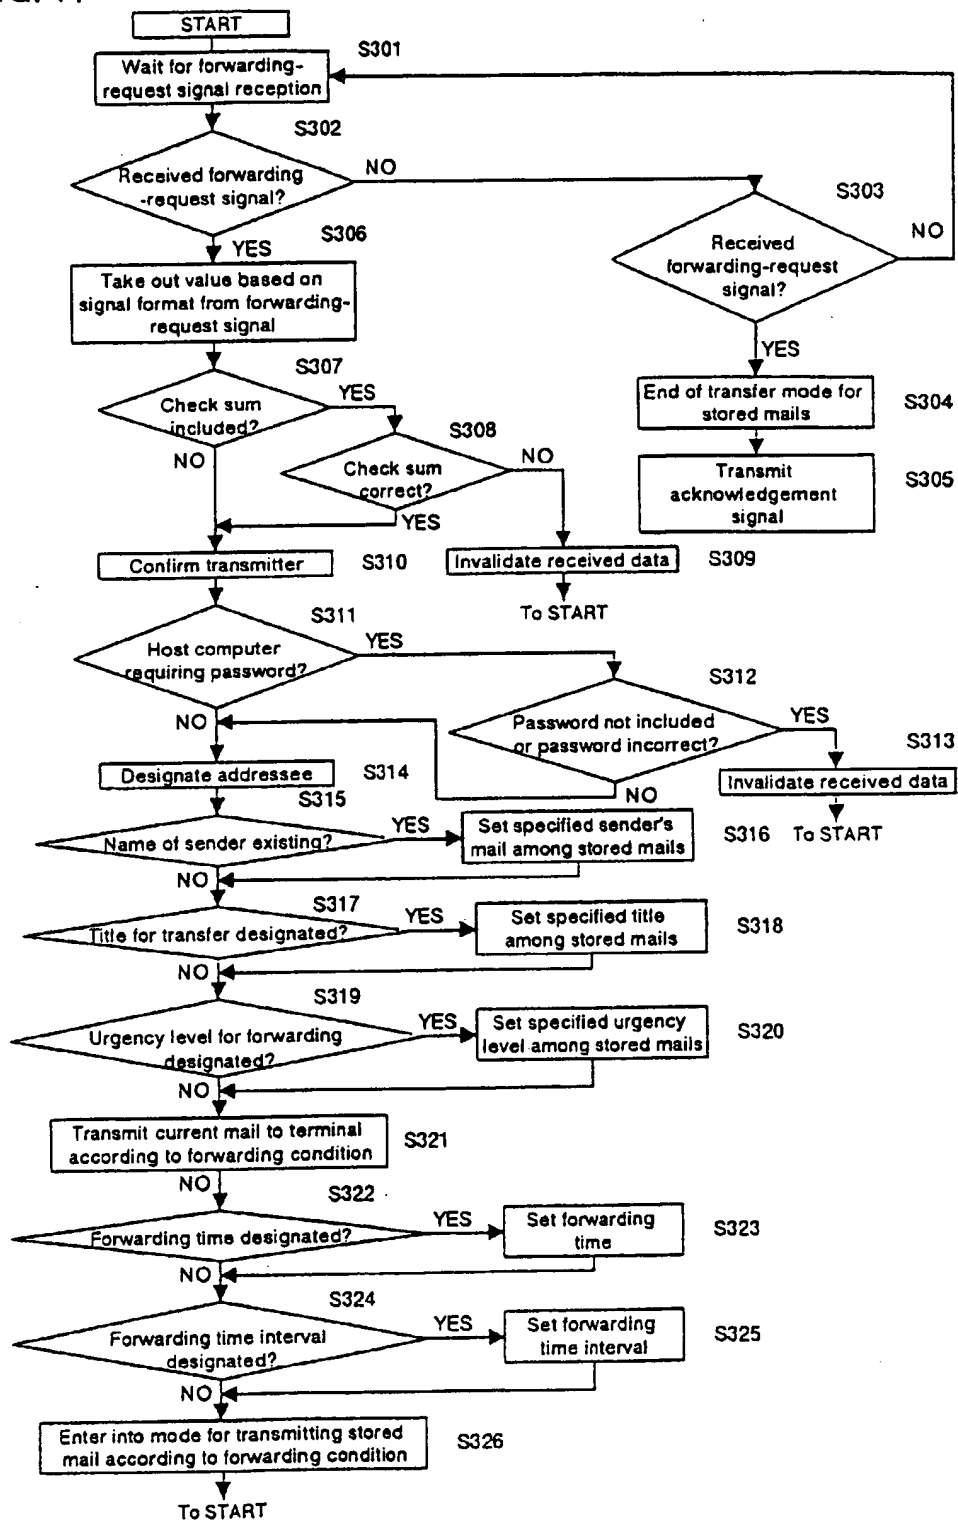 START
S301
Wait for forwarding-
request signal reception
S302
Received forwarding
-request signal?
NO
S303
Received
forwarding-request
signal?
NO
YES
S306
YES
Take out value based on
signal format from forwarding-
request signal
End of transfer mode for
stored mails
S304
Transmit
acknowledgement
signal
S305
S307
Check sum
included?
YES
NO
S308
Check sum
correct?
NO
YES
Confirm transmitter
S310
Invalidate received data
S309
To START
S311
Host computer
requiring password?
YES
NO
S312
Password not included
or password incorrect?
YES
NO
S313
Invalidate received data
To START
Designate addressee
S314
S315
Name of sender existing?
YES
Set specified sender's
mail among stored mails
S316
NO
S317
Title for transfer designated?
YES
Set specified title
among stored mails
S318
NO
S319
Urgency level for forwarding
designated?
YES
Set specified urgency
level among stored mails
S320
NO
Transmit current mail to terminal
according to forwarding condition
S321
NO
S322
Forwarding time designated?
YES
Set forwarding
time
S323
NO
S324
Forwarding time interval
designated?
YES
Set forwarding
time interval
S325
NO
Enter into mode for transmitting stored
mail according to forwarding condition
S326
To START